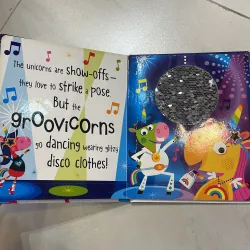 The unicorns are show-offs—
they love to strike a pose.
But the
groovicorns
go dancing wearing glitzy
disco clothes!